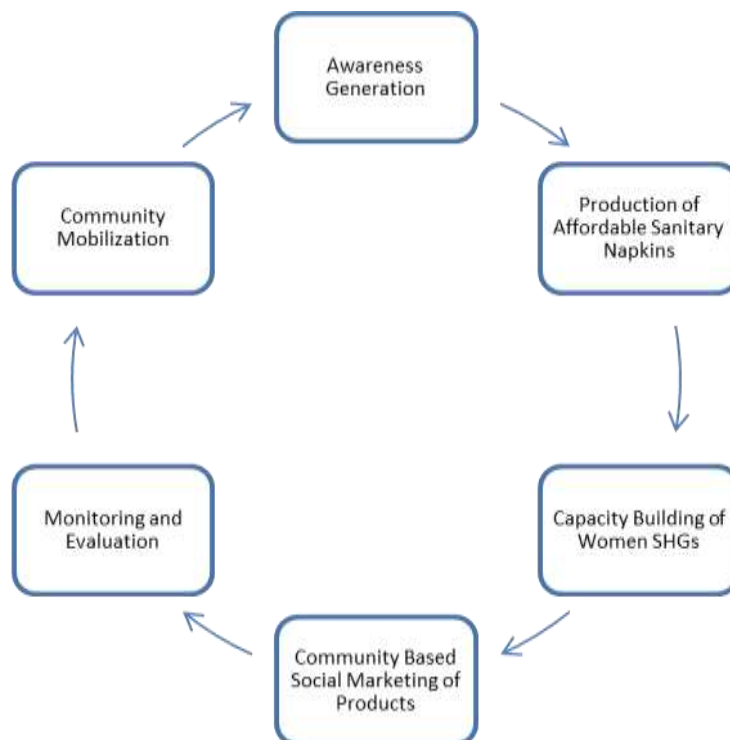 Awareness
Generation
Production of
Affordable Sanitary
Napkins
Capacity Building of
Women SHGs
Community Based
Social Marketing of
Products
Monitoring and
Evaluation
Community
Mobilization